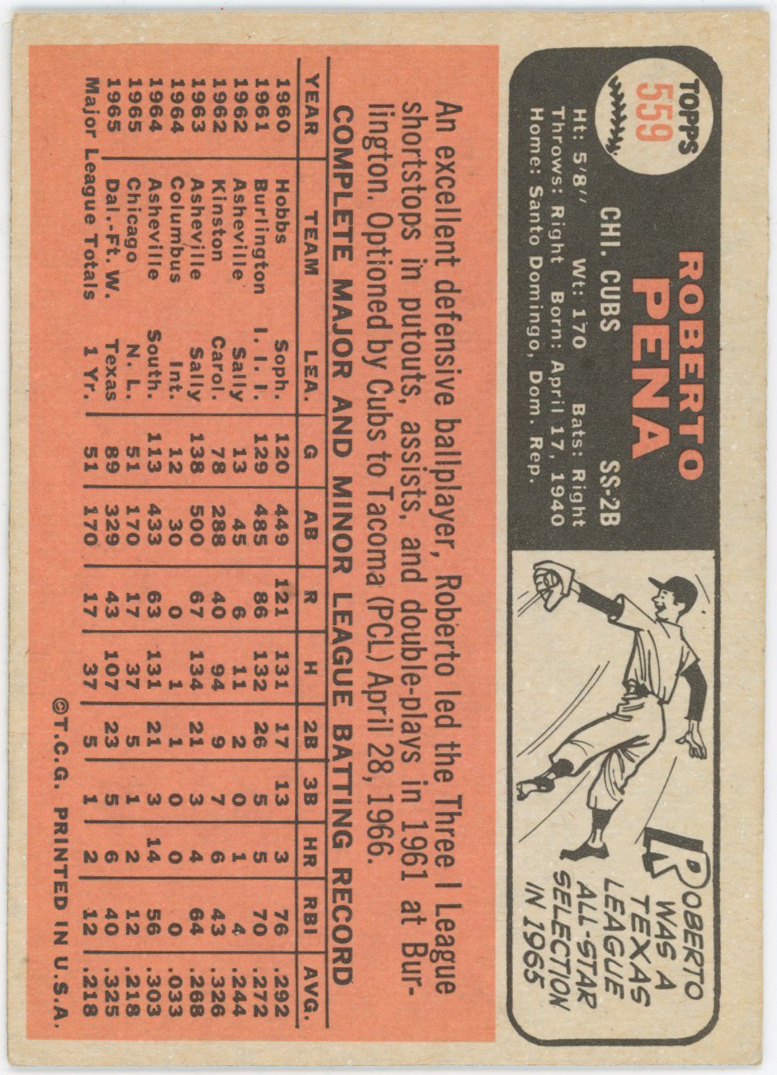 TOPPS
559
ROBERTO
PENA
CHI. CUBS SS-2B
Ht: 5'8" Wt: 170 Bats: Right
Throws: Right Born: April 17, 1940
Home: Santo Domingo, Dom. Rep.
ROBERTO
WAS A
TEXAS
LEAGUE
ALL-STAR
SELECTION
IN 1965
An excellent defensive ballplayer, Roberto led the Three I League
shortstops in putouts, assists, and double-plays in 1961 at Bur-
lington. Optioned by Cubs to Tacoma (PCL) April 28, 1966.
COMPLETE MAJOR AND MINOR LEAGUE BATTING RECORD
YEAR TEAM LEA. G AB R H 2B 3B HR RBI AVG.
1960 Hobbs Soph. 120 449 121 131 17 13 3 76 .292
1961 Burlington I. I. I. 129 485 86 132 26 5 5 70 .272
1962 Asheville Sally 13 45 6 11 2 0 1 4 .244
1962 Kinston Carol. 78 288 40 94 9 7 6 43 .326
1963 Asheville Sally 138 500 67 134 21 3 4 64 .268
1964 Columbus Int. 12 30 0 1 1 0 0 0 .033
1964 Asheville South. 113 433 63 131 21 3 14 56 .303
1965 Chicago N. L. 51 170 17 37 5 1 2 12 .218
1965 Dal.-Ft. W. Texas 89 329 43 107 23 5 6 40 .325
Major League Totals 1 Yr. 51 170 17 37 5 1 2 12 .218
©T.C.G. PRINTED IN U.S.A.